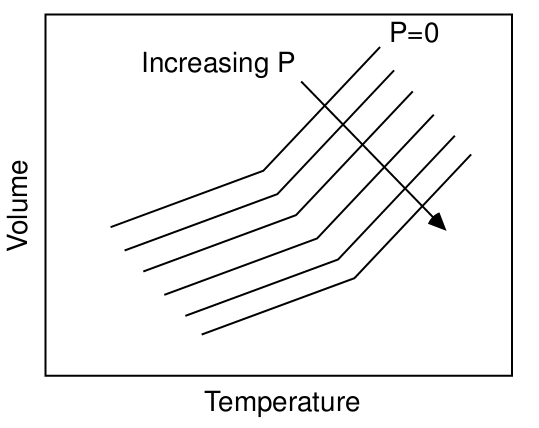 P=0
Increasing P
Volume
Temperature